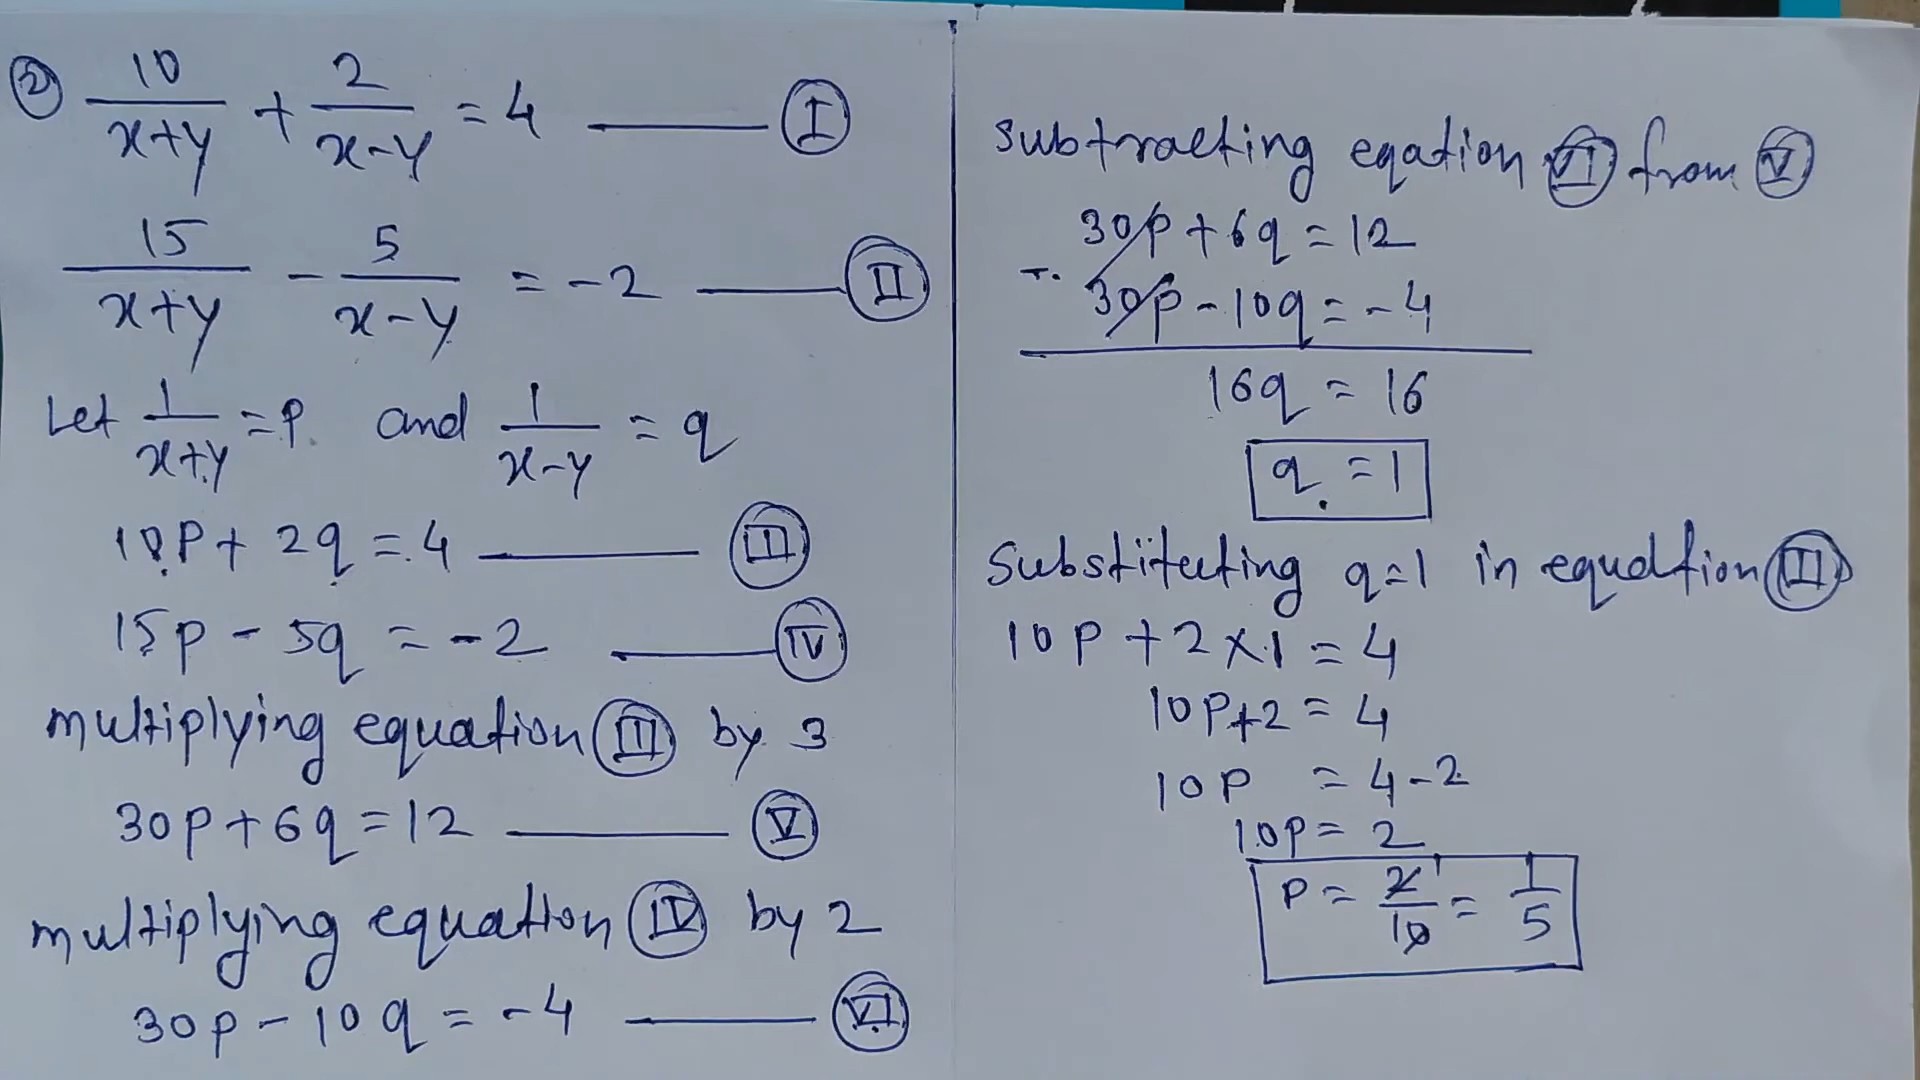 ② 10/x+y + 2/x-y = 4 —— Ⅰ
15/x+y - 5/x-y = -2 —— Ⅱ
Let 1/x+y = P. and 1/x-y = q
10P + 2q = 4 —— Ⅲ
15p - 5q = -2 —— Ⅳ
multiplying equation Ⅲ by 3
30p + 6q = 12 —— Ⅴ
multiplying equation Ⅳ by 2
30p - 10q = -4 —— Ⅵ
subtracting eqation Ⅵ from Ⅴ
30p + 6q = 12
30p - 10q = -4
16q = 16
q = 1
Substituting q=1 in equation Ⅲ
10P + 2×1 = 4
10P+2 = 4
10P = 4-2
10P = 2
P = 2/10 = 1/5